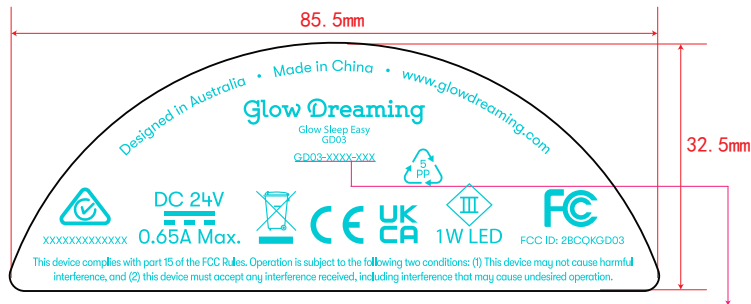 85.5mm
Designed in Australia • Made in China • www.glowdreaming.com
Glow Dreaming
Glow Sleep Easy
GD03
GD03-XXXX-XXX
32.5mm
5
PP
DC 24V
0.65A Max.
XXXXXXXXXXXXX
CE
UK
CA
III
1W LED
FC
FCC ID: 2BCQKGD03
This device complies with part 15 of the FCC Rules. Operation is subject to the following two conditions: (1) This device may not cause harmful
interference, and (2) this device must accept any interference received, including interference that may cause undesired operation.